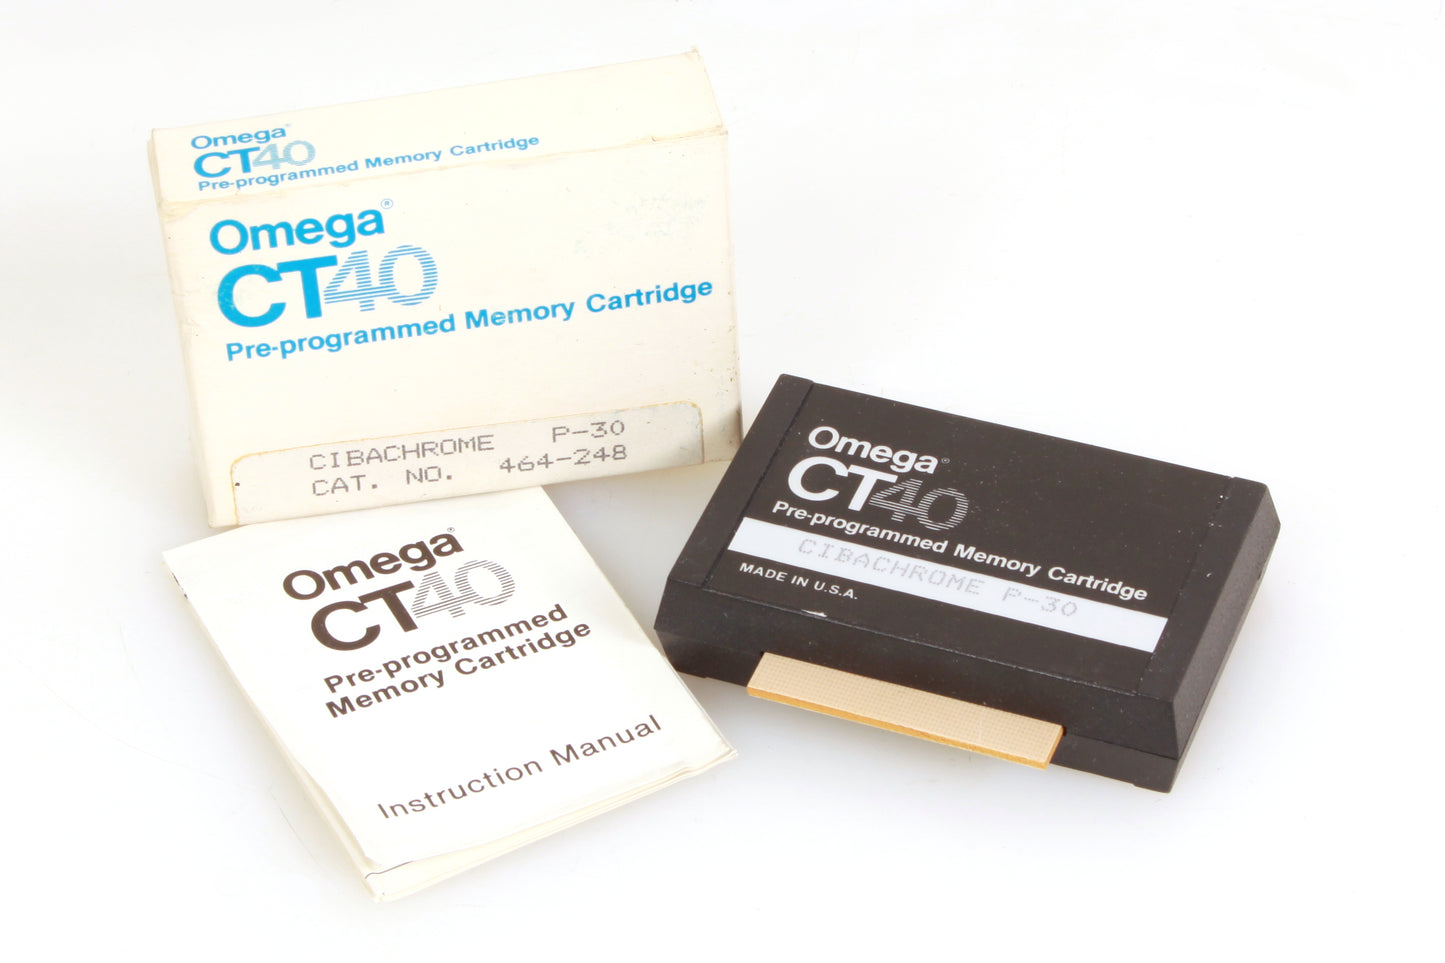 Omega
CT40
Pre-programmed Memory Cartridge
Omega®
CT40
Pre-programmed Memory Cartridge
CIBACHROME P-30
CAT. NO. 464-248
Omega®
CT40
Pre-programmed
Memory Cartridge
Instruction Manual
Omega®
CT40
Pre-programmed Memory Cartridge
CIBACHROME P-30
MADE IN U.S.A.